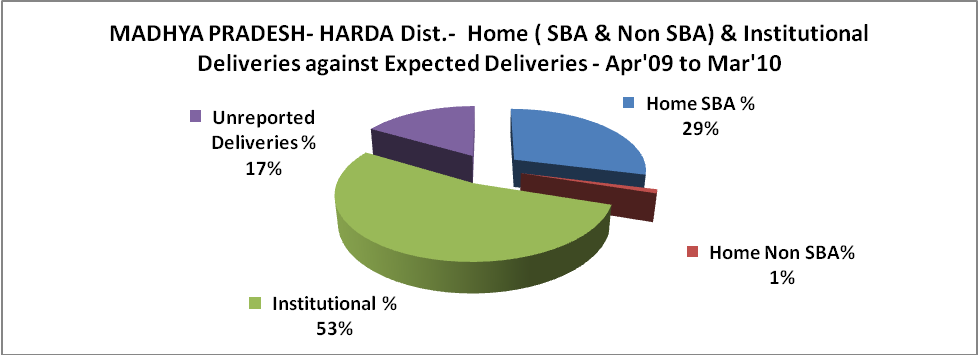 MADHYA PRADESH- HARDA Dist.- Home ( SBA & Non SBA) & Institutional
Deliveries against Expected Deliveries - Apr'09 to Mar'10
Unreported
Deliveries %
17%
Home SBA %
29%
Home Non SBA%
1%
Institutional %
53%